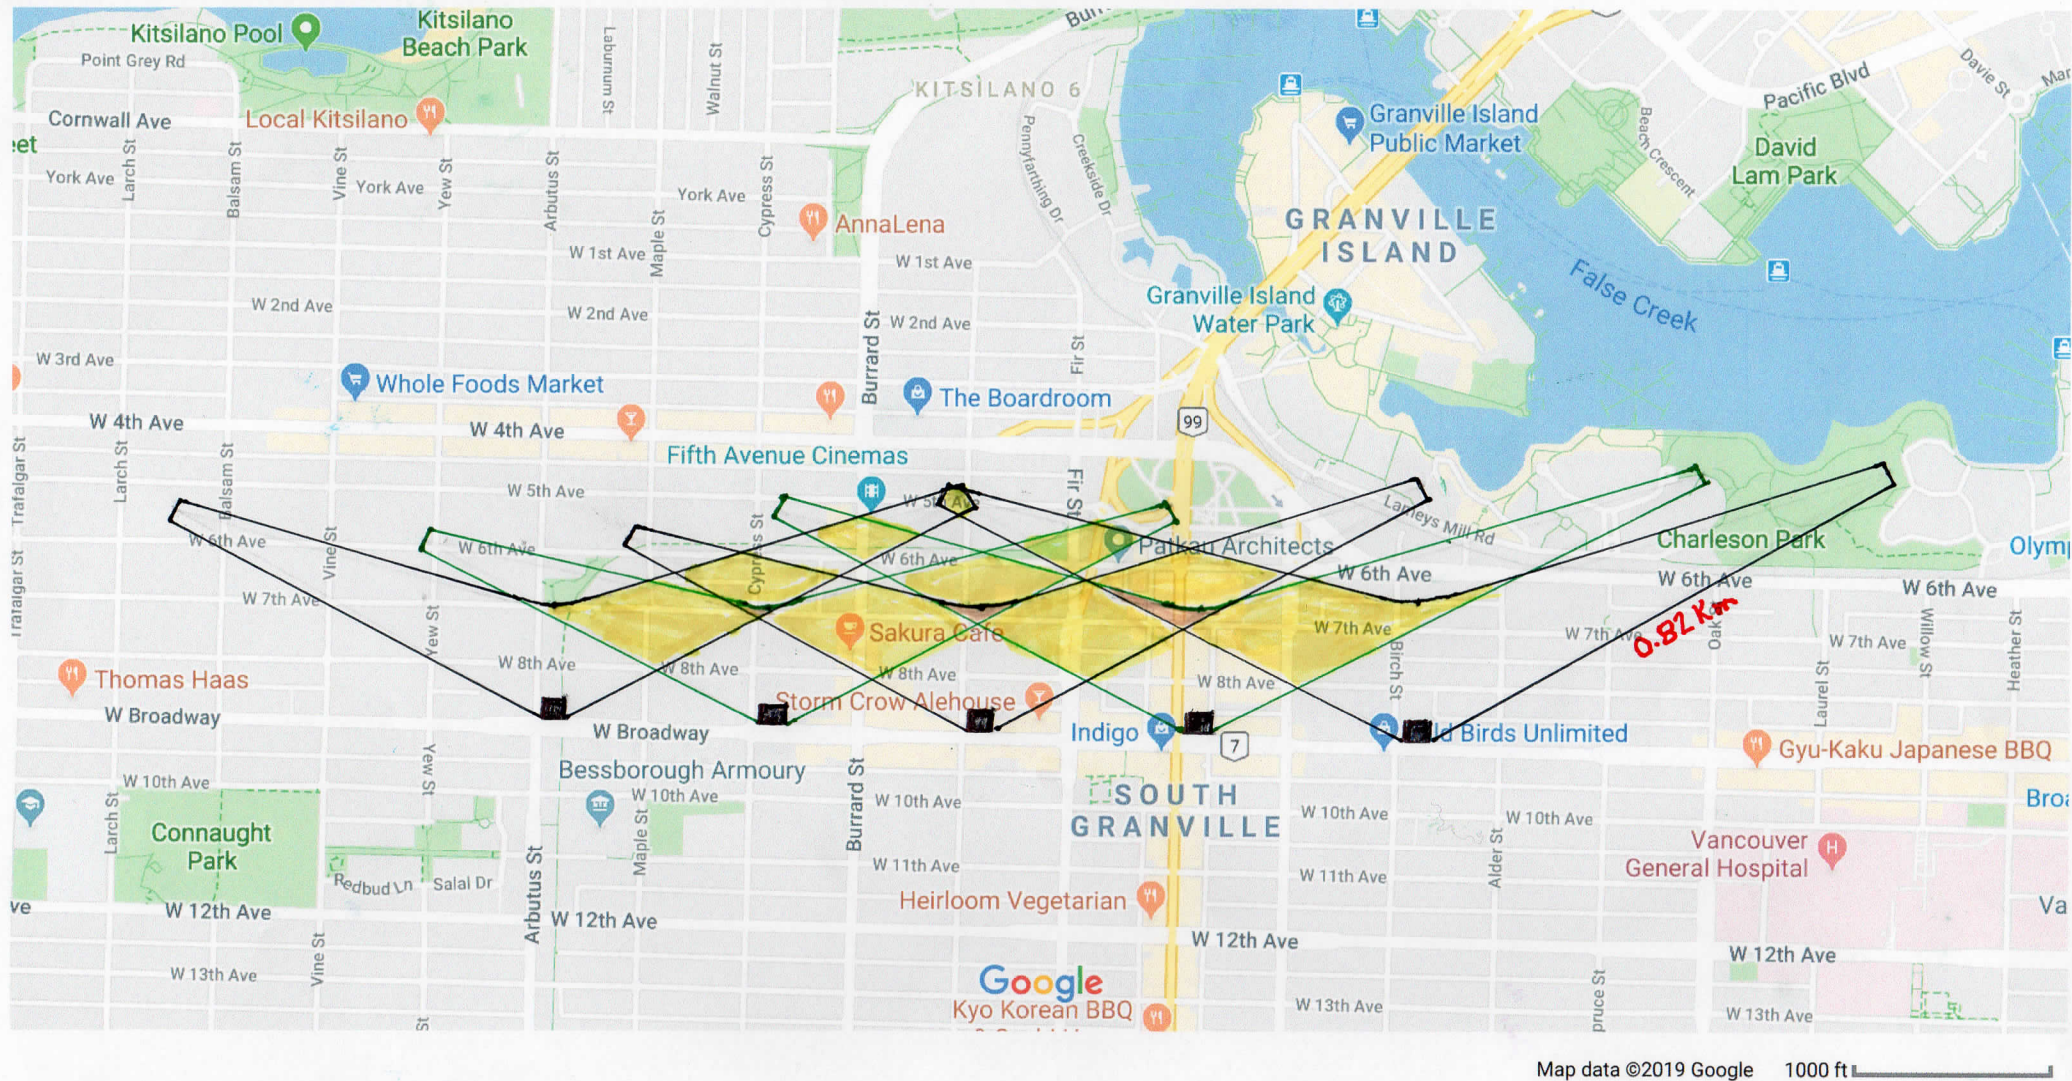 Kitsilano Pool
Kitsilano
Beach Park
Point Grey Rd
Cornwall Ave
Local Kitsilano
Larch St
Balsam St
Vine St
Yew St
Arbutus St
Laburnum St
Maple St
Walnut St
Cypress St
York Ave
York Ave
York Ave
KITSILANO 6
Pennyfarthing Dr
Creekside Dr
AnnaLena
W 1st Ave
W 1st Ave
W 2nd Ave
W 2nd Ave
W 2nd Ave
Burrard St
Fir St
Granville Island
Public Market
GRANVILLE
ISLAND
Granville Island
Water Park
False Creek
Pacific Blvd
Davie St
Beach Crescent
David
Lam Park
W 3rd Ave
Whole Foods Market
The Boardroom
W 4th Ave
W 4th Ave
99
Fifth Avenue Cinemas
Trafalgar St
Larch St
Balsam St
W 5th Ave
W 5th Ave
Fir St
Lameys Mill Rd
W 6th Ave
W 6th Ave
W 6th Ave
Vine St
Cypress St
Patkau Architects
W 6th Ave
Charleson Park
W 6th Ave
W 6th Ave
Trafalgar St
W 7th Ave
Yew St
Sakura Cafe
W 7th Ave
W 7th Ave
0.82 Km
W 7th Ave
Willow St
Heather St
Thomas Haas
W 8th Ave
W 8th Ave
W 8th Ave
W 8th Ave
Birch St
Laurel St
Storm Crow Alehouse
W Broadway
W Broadway
Indigo
7
ld Birds Unlimited
Gyu-Kaku Japanese BBQ
Yew St
Bessborough Armoury
W 10th Ave
W 10th Ave
W 10th Ave
W 10th Ave
W 10th Ave
SOUTH
GRANVILLE
Connaught
Park
Larch St
Maple St
Burrard St
Alder St
Vancouver
General Hospital
Redbud Ln
Salal Dr
Arbutus St
W 11th Ave
W 11th Ave
Heirloom Vegetarian
W 12th Ave
W 12th Ave
W 12th Ave
W 12th Ave
Vine St
W 13th Ave
Google
Kyo Korean BBQ
W 13th Ave
W 13th Ave
Map data ©2019 Google 1000 ft